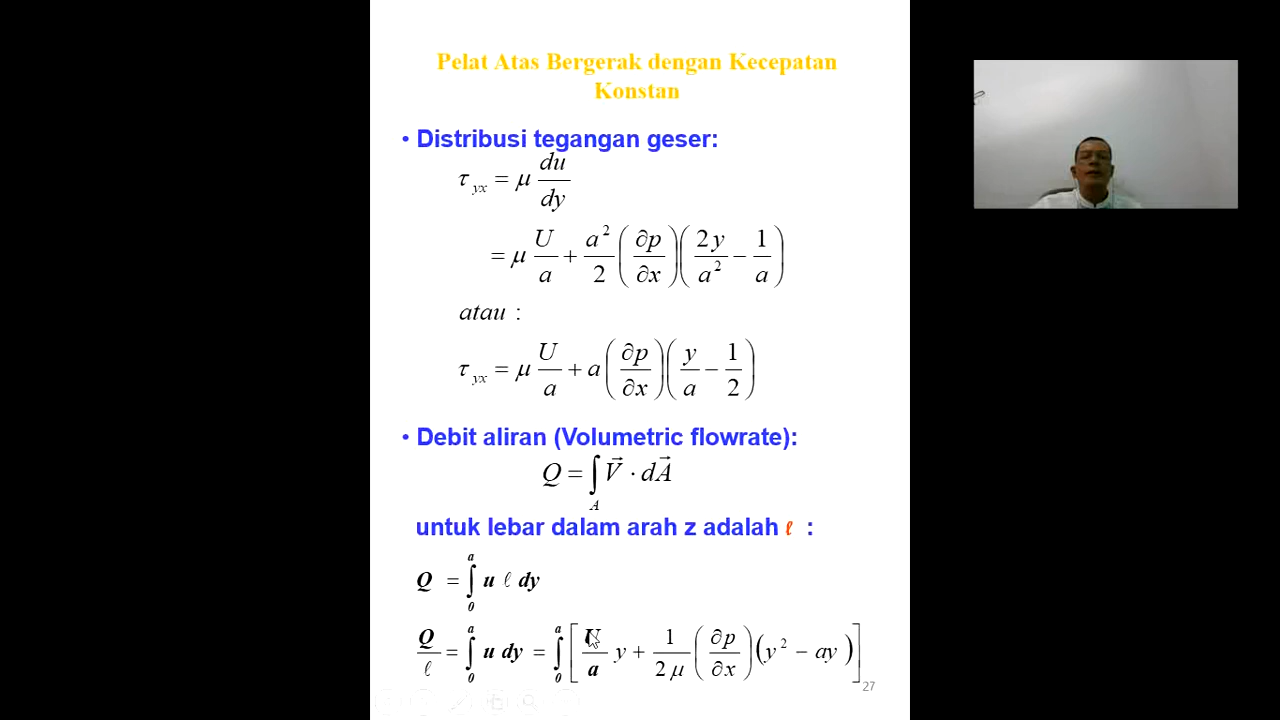 Pelat Atas Bergerak dengan Kecepatan
Konstan
• Distribusi tegangan geser:
τ_yx = μ du/dy
= μ U/a + a²/2 (∂p/∂x)(2y/a² − 1/a)
atau :
τ_yx = μ U/a + a(∂p/∂x)(y/a − 1/2)
• Debit aliran (Volumetric flowrate):
Q = ∫_A V⃗ · dA⃗
untuk lebar dalam arah z adalah ℓ :
Q = ∫_0^a u ℓ dy
Q/ℓ = ∫_0^a u dy = ∫_0^a [U/a y + 1/2μ (∂p/∂x)(y² − ay)]
27